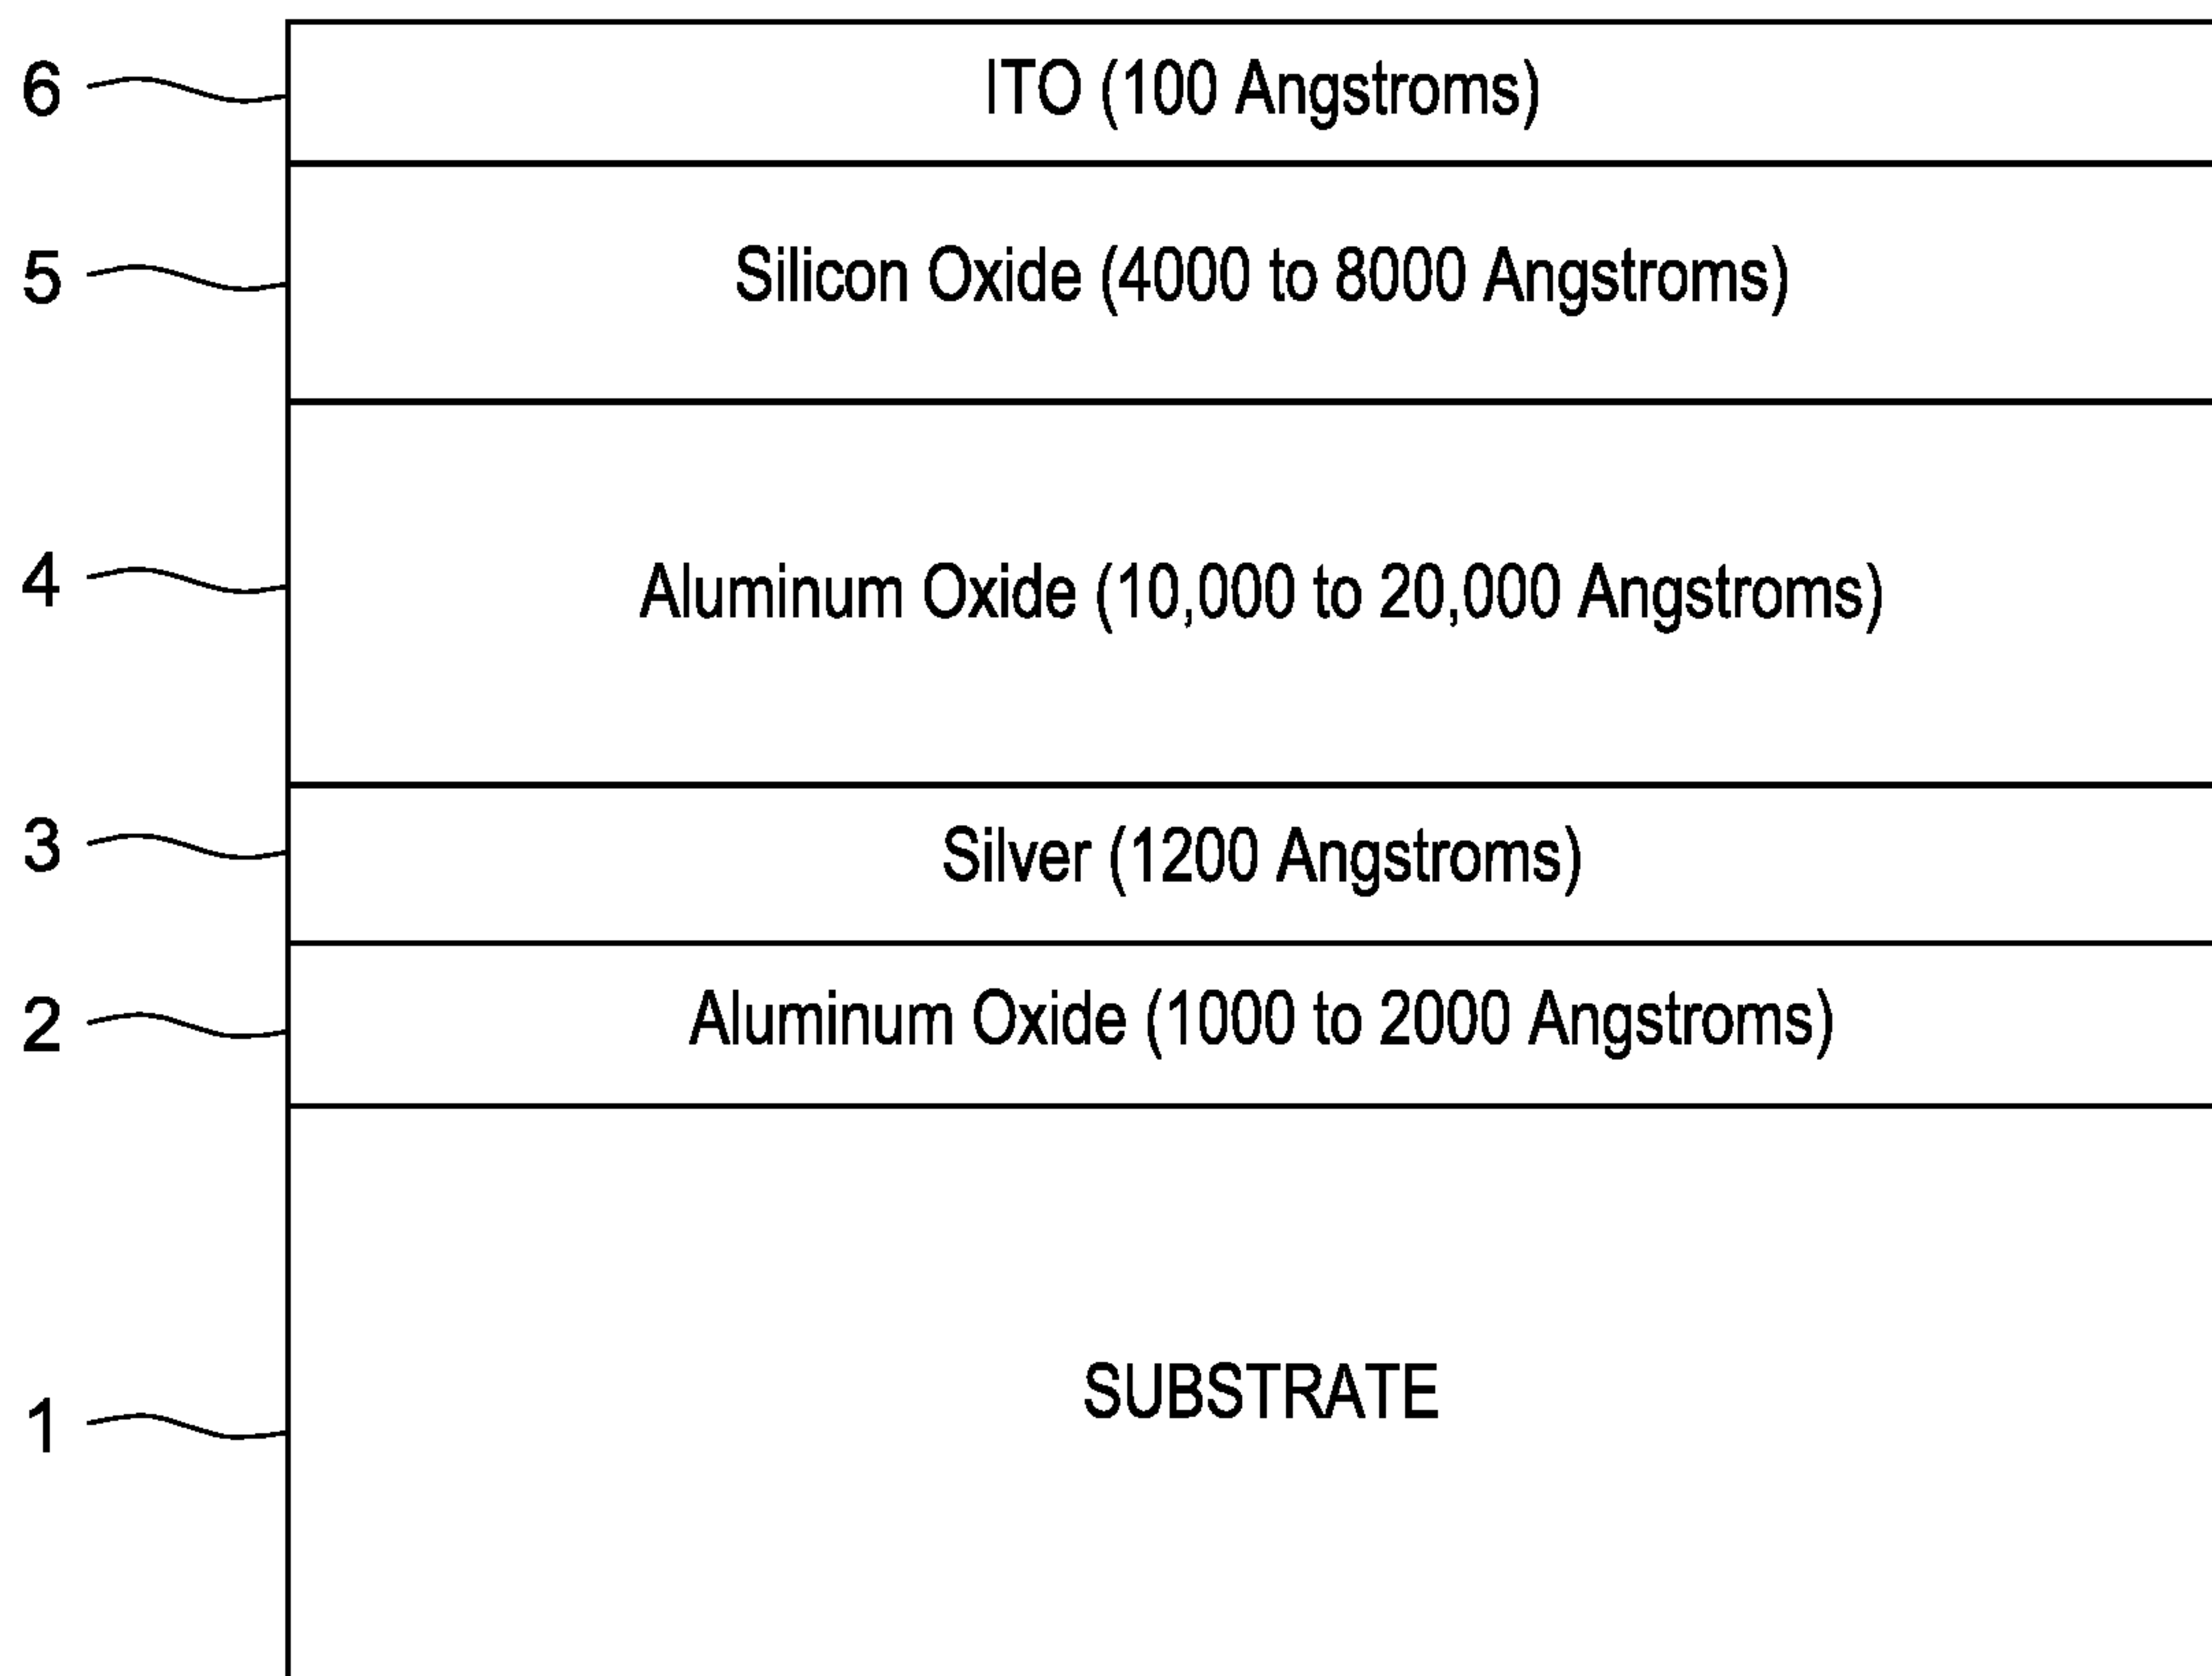 6 ITO (100 Angstroms)
5 Silicon Oxide (4000 to 8000 Angstroms)
4 Aluminum Oxide (10,000 to 20,000 Angstroms)
3 Silver (1200 Angstroms)
2 Aluminum Oxide (1000 to 2000 Angstroms)
1 SUBSTRATE